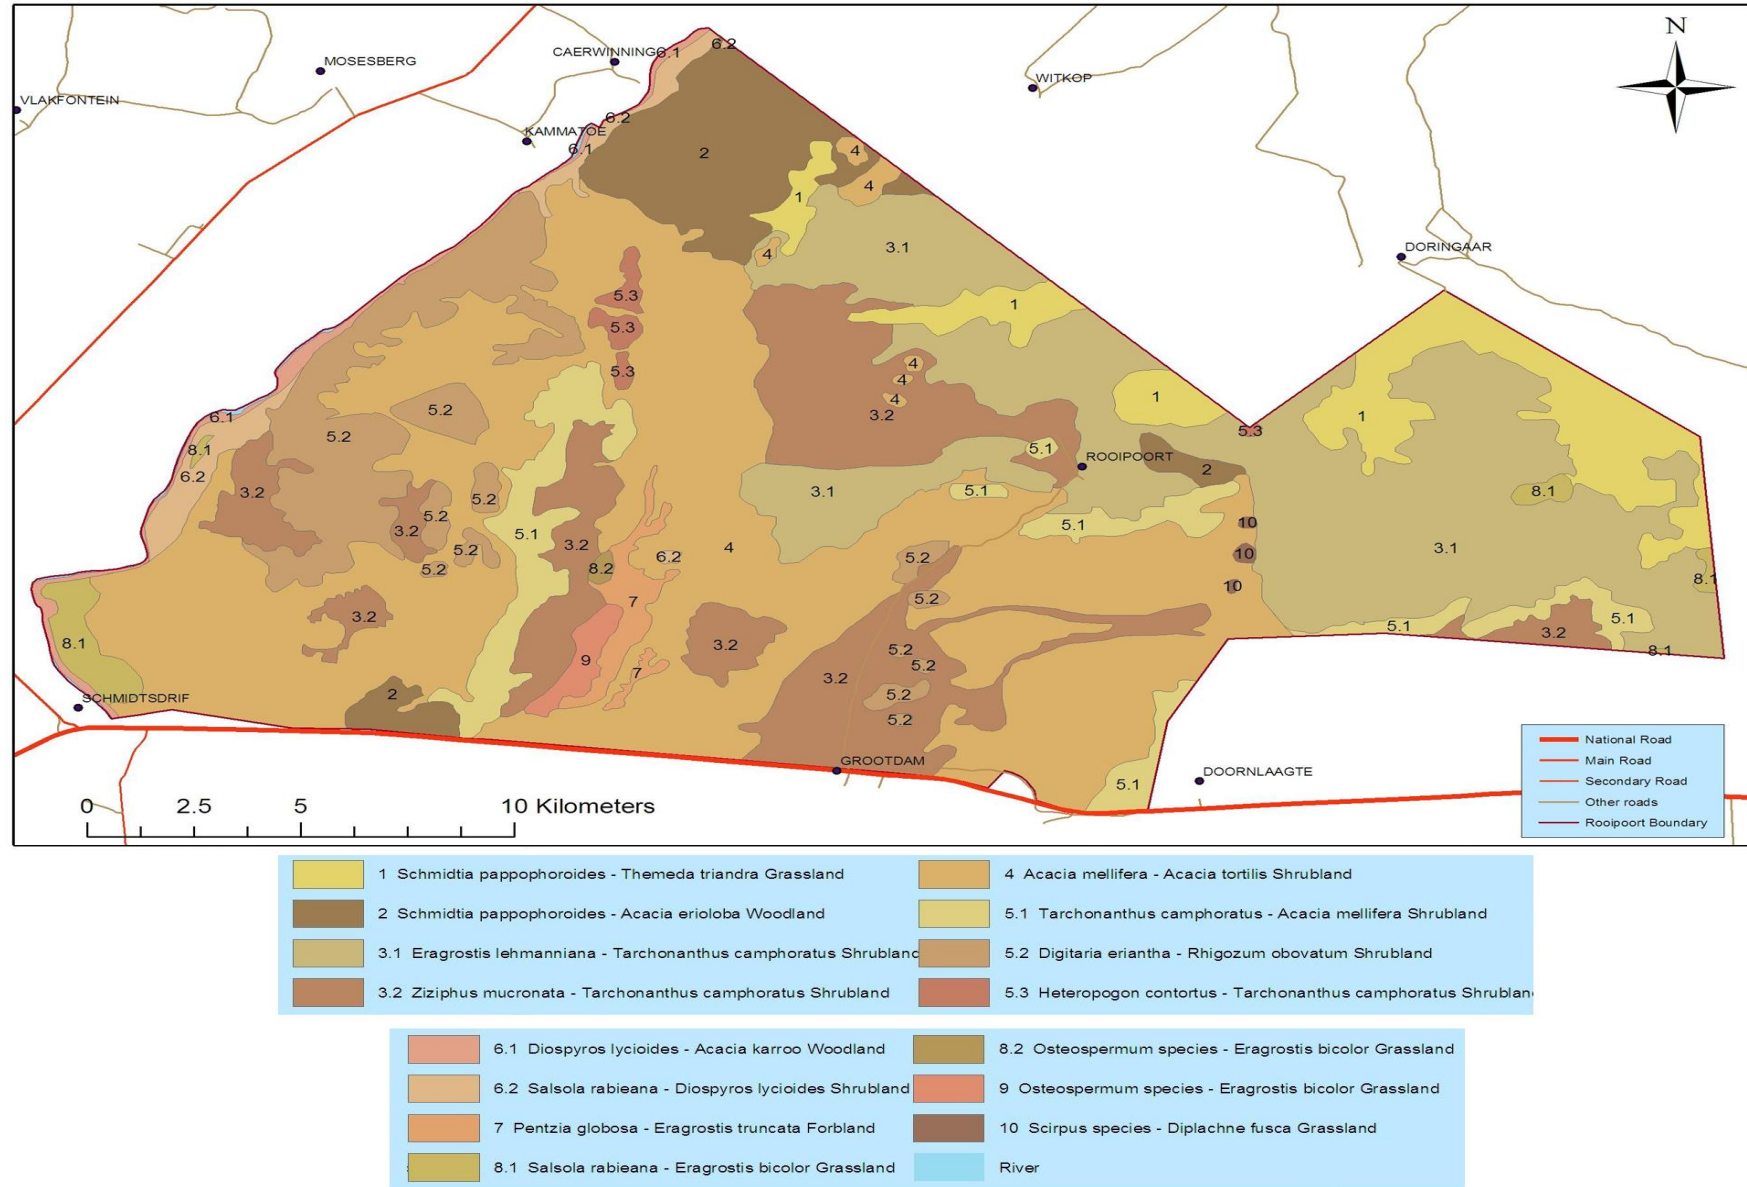 N
CAERWINNING
6.1
6.2
MOSESBERG
WITKOP
VLAKFONTEIN
6.2
KAMMATOE
6.1
2
4
4
1
3.1
4
DORINGAAR
5.3
1
5.3
5.3
4
4
4
1
5.2
3.2
1
6.1
5.2
5.3
8.1
5.1
ROOIPOORT
2
6.2
3.2
5.2
3.1
5.1
8.1
5.2
3.2
5.1
3.2
5.1
10
5.2
4
3.1
10
6.2
5.2
5.2
8.2
8.1
10
7
5.2
3.2
5.1
5.1
3.2
8.1
3.2
5.2
8.1
9
5.2
7
3.2
2
5.2
5.2
SCHMIDTSDRIF
GROOTDAM
DOORNLAAGTE
5.1
National Road
Main Road
Secondary Road
Other roads
Rooipoort Boundary
0 2.5 5 10 Kilometers
1 Schmidtia pappophoroides - Themeda triandra Grassland
2 Schmidtia pappophoroides - Acacia erioloba Woodland
3.1 Eragrostis lehmanniana - Tarchonanthus camphoratus Shrubland
3.2 Ziziphus mucronata - Tarchonanthus camphoratus Shrubland
4 Acacia mellifera - Acacia tortilis Shrubland
5.1 Tarchonanthus camphoratus - Acacia mellifera Shrubland
5.2 Digitaria eriantha - Rhigozum obovatum Shrubland
5.3 Heteropogon contortus - Tarchonanthus camphoratus Shrubland
6.1 Diospyros lycioides - Acacia karroo Woodland
6.2 Salsola rabieana - Diospyros lycioides Shrubland
7 Pentzia globosa - Eragrostis truncata Forbland
8.1 Salsola rabieana - Eragrostis bicolor Grassland
8.2 Osteospermum species - Eragrostis bicolor Grassland
9 Osteospermum species - Eragrostis bicolor Grassland
10 Scirpus species - Diplachne fusca Grassland
River